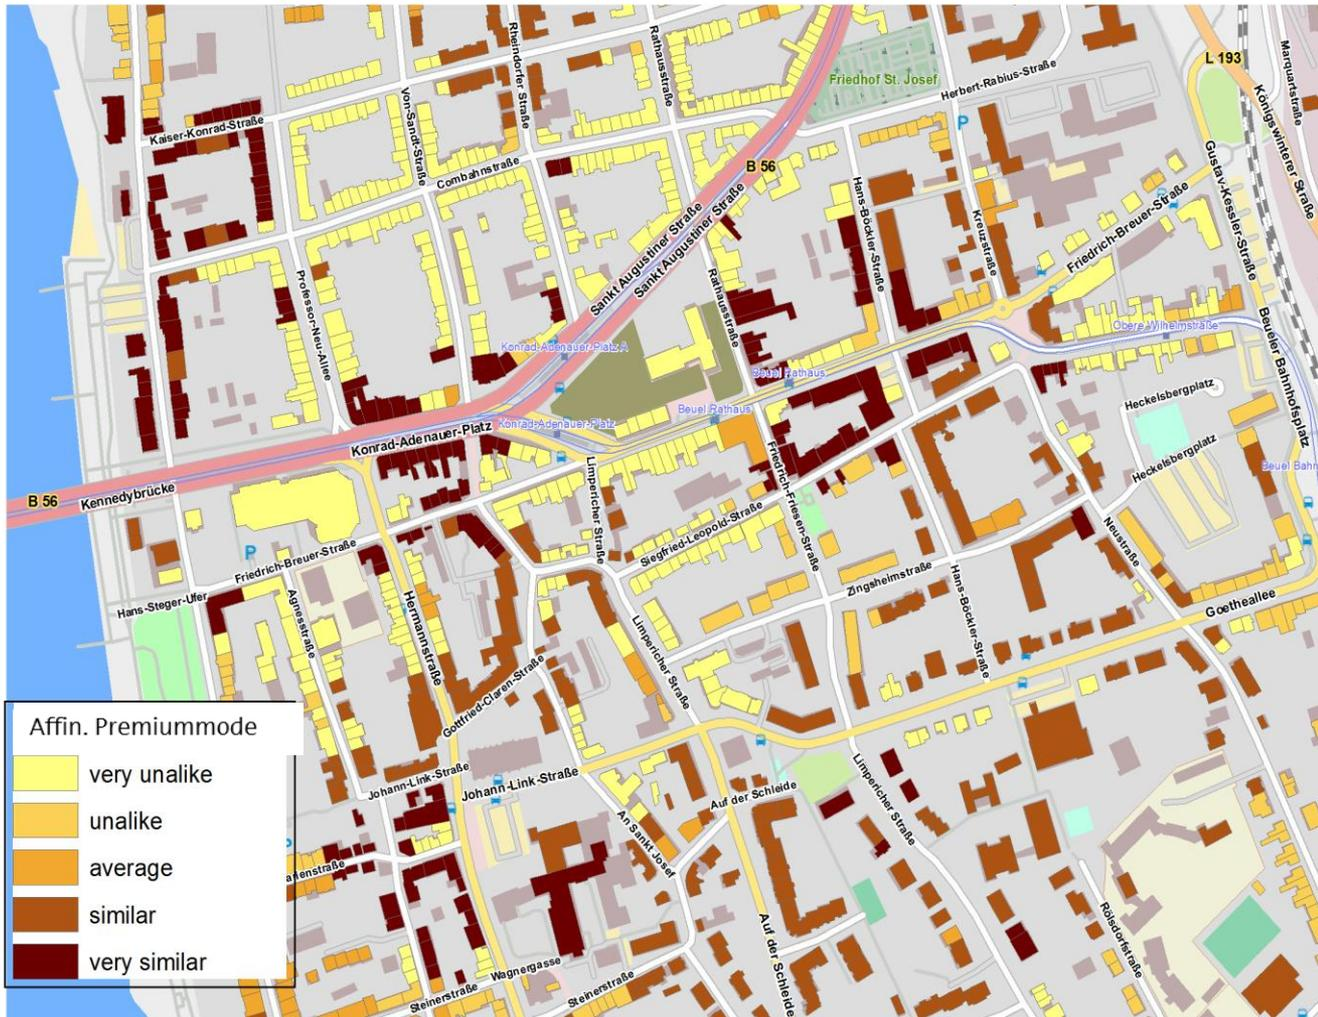 L 193
Marquartstraße
Königswinterer Straße
Rheindorfer Straße
Rathausstraße
Friedhof St. Josef
Herbert-Rabius-Straße
P
Kaiser-Konrad-Straße
Von-Sandt-Straße
Combahnstraße
B 56
Gustav-Kessler-Straße
Hans-Böckler-Straße
Kreuzstraße
Friedrich-Breuer-Straße
Sankt Augustiner Straße
Sankt Augustiner Straße
Professor-Neu-Allee
Rathausstraße
Konrad-Adenauer-Platz A
Obere Wilhelmstraße
Beueler Bahnhofsplatz
Beuel Rathaus
Beuel Rathaus
Heckelsbergplatz
Konrad-Adenauer-Platz
Konrad-Adenauer-Platz
Heckelsbergplatz
Beuel Bahn
Friedrich-Friesen-Straße
Limpericher Straße
B 56
Kennedybrücke
Siegfried-Leopold-Straße
Neustraße
P
Friedrich-Breuer-Straße
Zingsheimstraße
Hans-Böckler-Straße
Hans-Steger-Ufer
Agnesstraße
Hermannstraße
Goetheallee
Limpericher Straße
Gottfried-Claren-Straße
Affin. Premiummode
very unalike
unalike
average
similar
very similar
Johann-Link-Straße
Johann-Link-Straße
Auf der Schleide
Limpericher Straße
An Sankt Josef
arienstraße
Rölsdorfstraße
Auf der Schleide
Wagnergasse
Steinerstraße
Steinerstraße